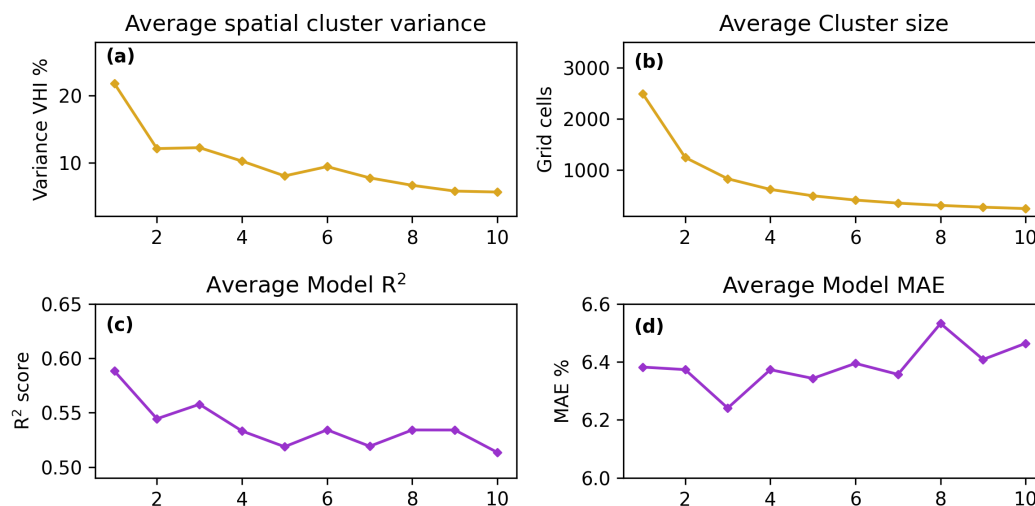 Average spatial cluster variance
(a)
Variance VHI %
20
10
2 4 6 8 10
Average Cluster size
(b)
Grid cells
3000
2000
1000
2 4 6 8 10
Average Model R²
(c)
R² score
0.65
0.60
0.55
0.50
2 4 6 8 10
Average Model MAE
(d)
MAE %
6.6
6.4
6.2
6.0
2 4 6 8 10